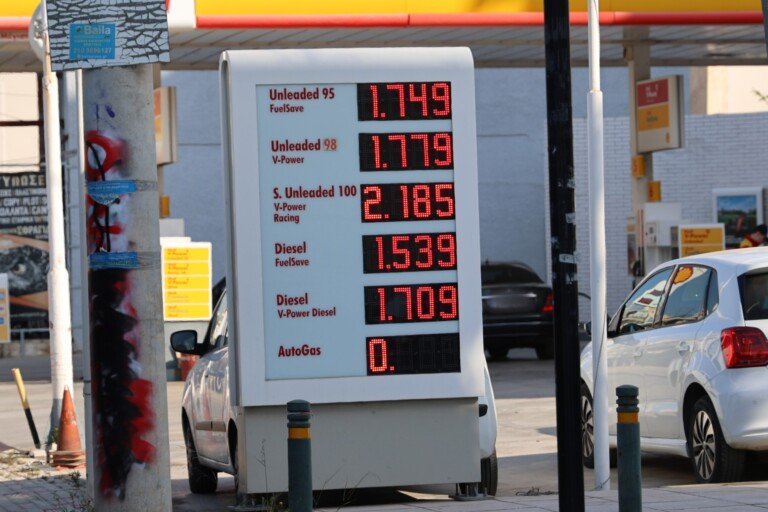 Baila
Unleaded 95
FuelSave
1.749
Unleaded 98
V-Power
1.779
S. Unleaded 100
V-Power
Racing
2.185
Diesel
FuelSave
1.539
Diesel
V-Power Diesel
1.709
AutoGas
0.